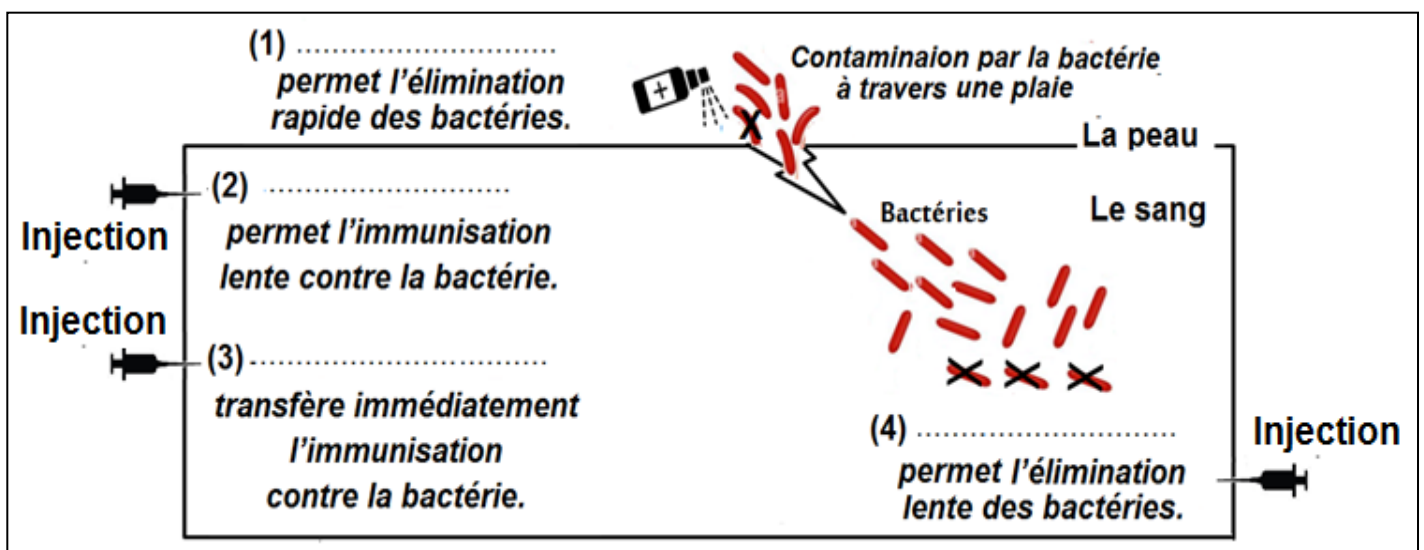 (1) ............................
permet l'élimination
rapide des bactéries.
Contaminaion par la bactérie
à travers une plaie
La peau
Injection
(2) ..........................
permet l'immunisation
lente contre la bactérie.
Bactéries
Le sang
Injection
(3) .................................
transfère immédiatement
l'immunisation
contre la bactérie.
(4) ............................
permet l'élimination
lente des bactéries.
Injection